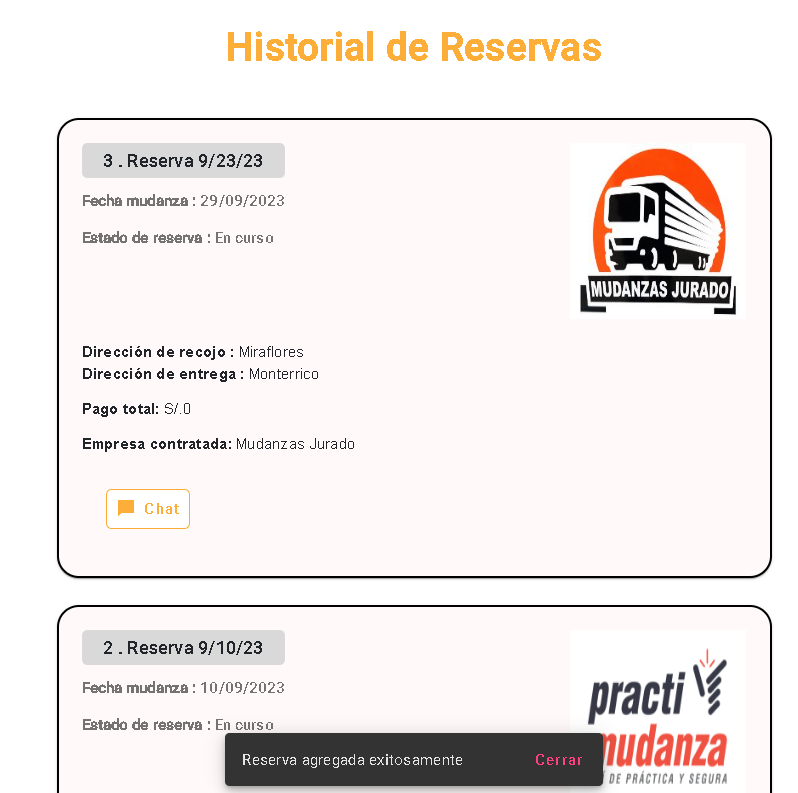 Historial de Reservas
3 . Reserva 9/23/23
Fecha mudanza : 29/09/2023
Estado de reserva : En curso
MUDANZAS JURADO
Dirección de recojo : Miraflores
Dirección de entrega : Monterrico
Pago total: S/.0
Empresa contratada: Mudanzas Jurado
Chat
2 . Reserva 9/10/23
Fecha mudanza : 10/09/2023
Estado de reserva : En curso
practi
mudanza
DE PRÁCTICA Y SEGURA
Reserva agregada exitosamente
Cerrar